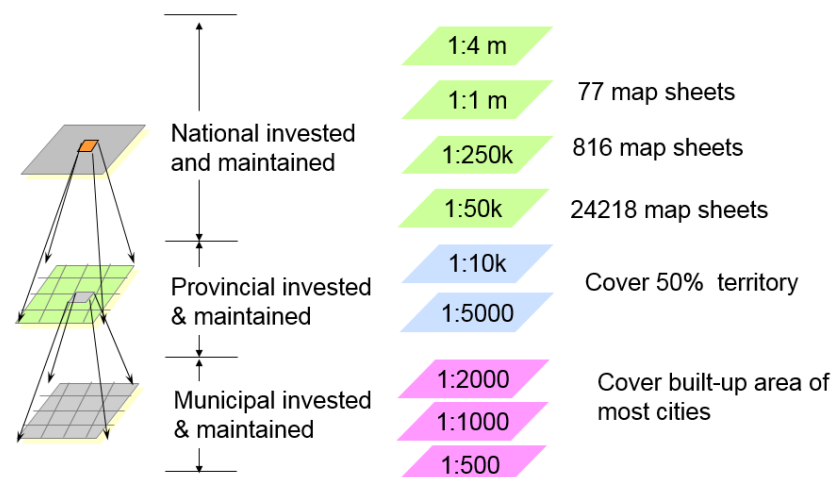 1:4 m
1:1 m
77 map sheets
National invested
and maintained
1:250k
816 map sheets
1:50k
24218 map sheets
1:10k
Provincial invested
& maintained
Cover 50% territory
1:5000
1:2000
Municipal invested
& maintained
Cover built-up area of
most cities
1:1000
1:500